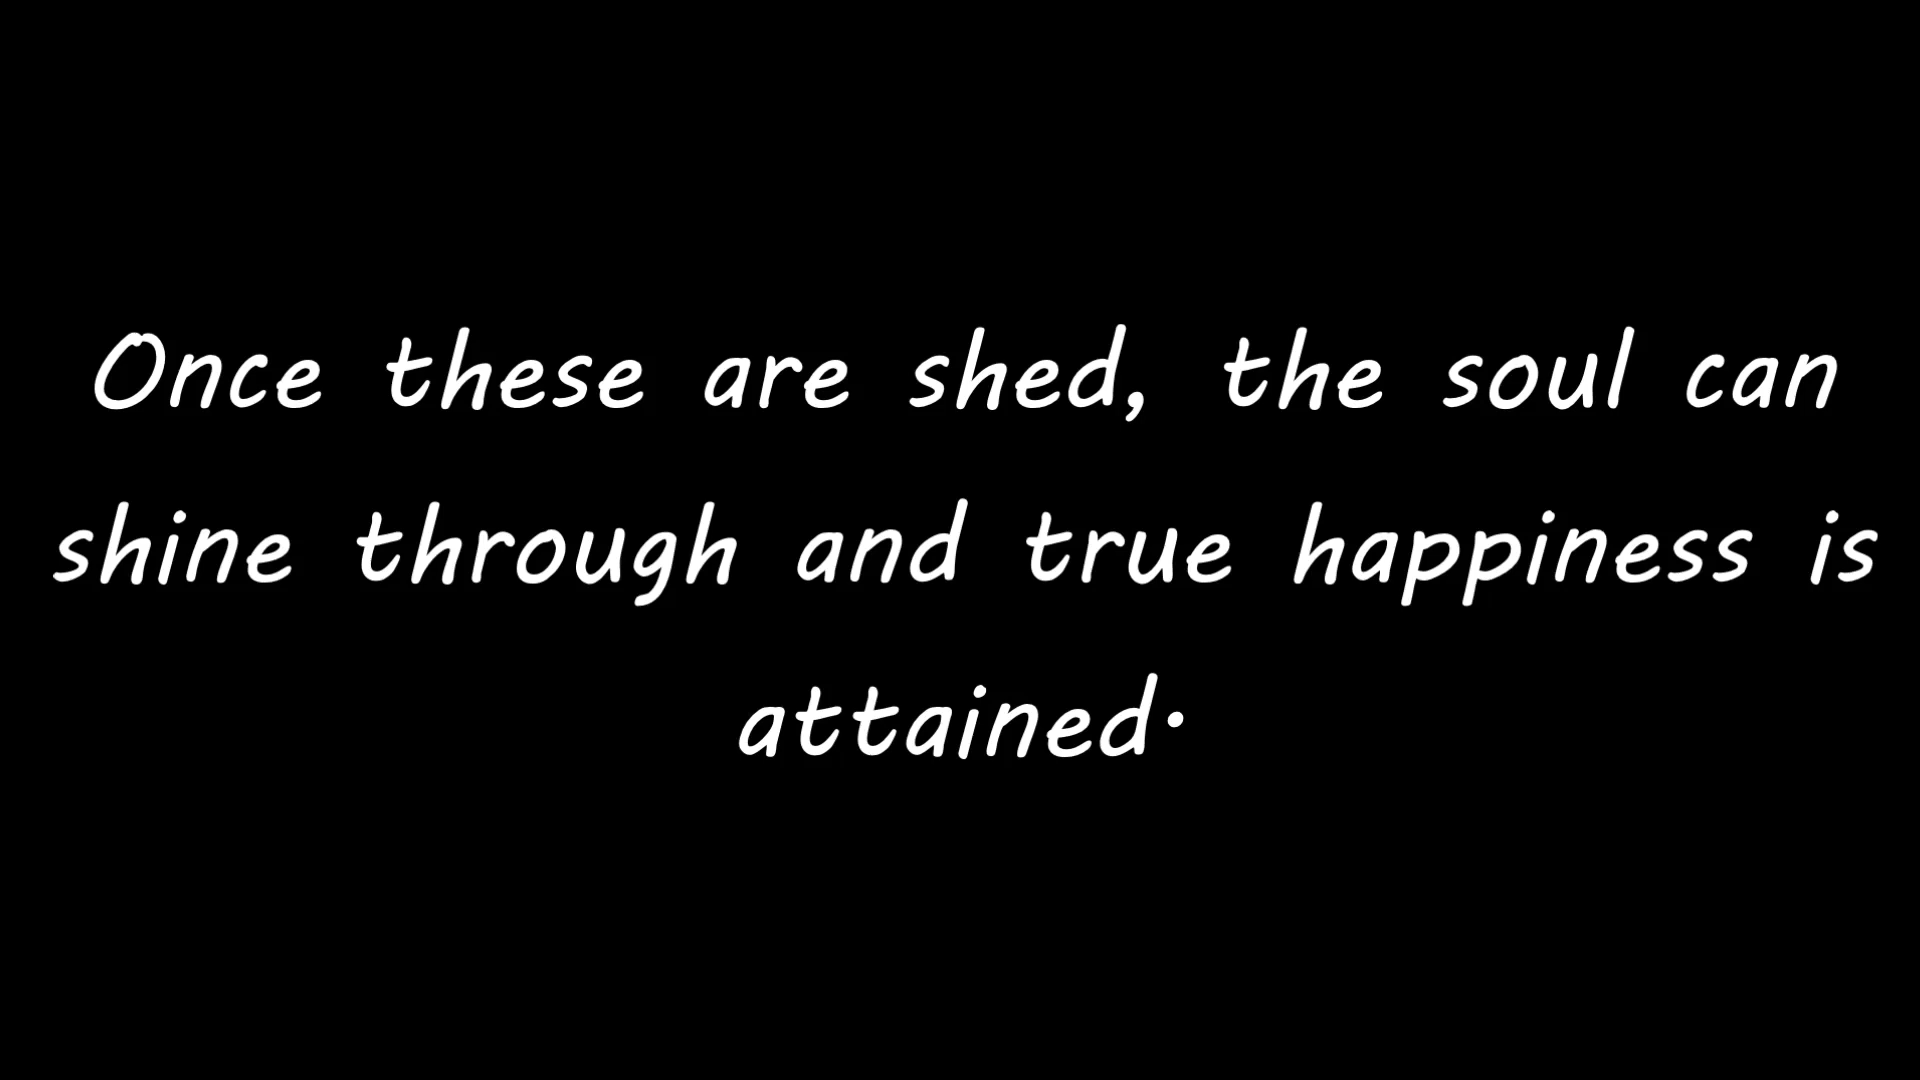 Once these are shed, the soul can
shine through and true happiness is
attained.